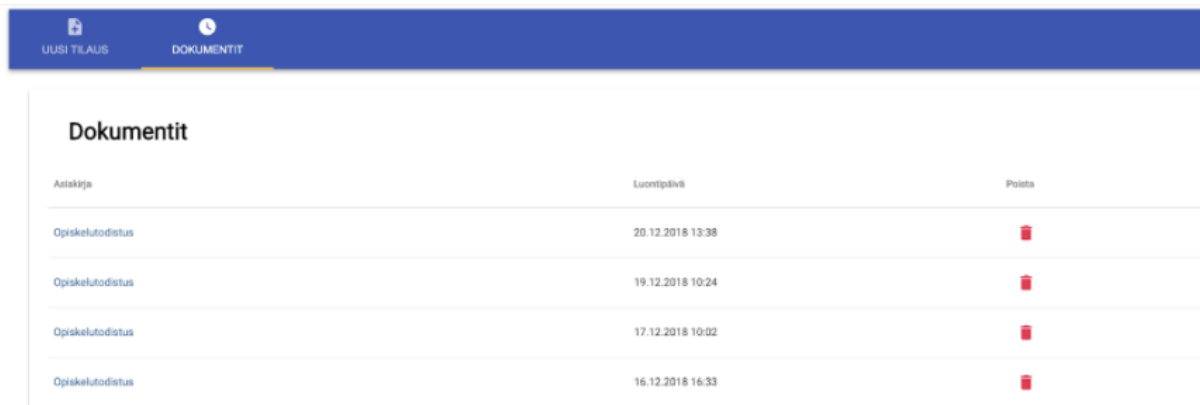 UUSI TILAUS DOKUMENTIT
Dokumentit
Asiakirja Luontipäivä Poista
Opiskelutodistus 20.12.2018 13:38
Opiskelutodistus 19.12.2018 10:24
Opiskelutodistus 17.12.2018 10:02
Opiskelutodistus 16.12.2018 16:33